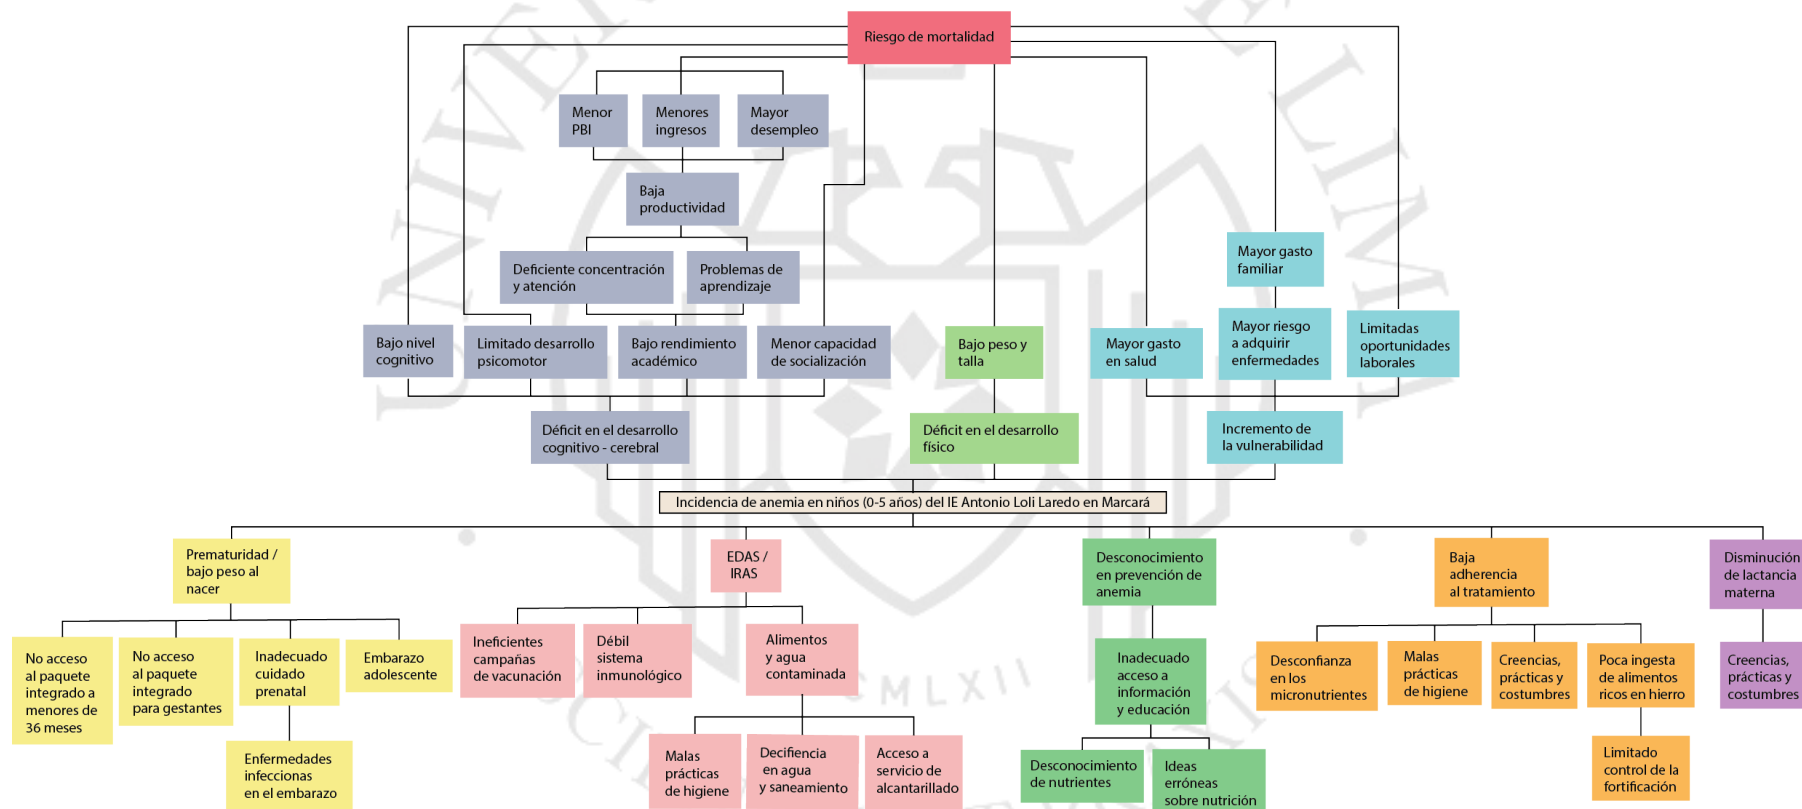 Riesgo de mortalidad
Menor
PBI
Menores
ingresos
Mayor
desempleo
Baja
productividad
Deficiente concentración
y atención
Problemas de
aprendizaje
Mayor gasto
familiar
Bajo nivel
cognitivo
Limitado desarrollo
psicomotor
Bajo rendimiento
académico
Menor capacidad
de socialización
Bajo peso y
talla
Mayor gasto
en salud
Mayor riesgo
a adquirir
enfermedades
Limitadas
oportunidades
laborales
Déficit en el desarrollo
cognitivo - cerebral
Déficit en el desarrollo
físico
Incremento de
la vulnerabilidad
Incidencia de anemia en niños (0-5 años) del IE Antonio Loli Laredo en Marcará
Prematuridad /
bajo peso al
nacer
EDAS /
IRAS
Desconocimiento
en prevención de
anemia
Baja
adherencia
al tratamiento
Disminución
de lactancia
materna
No acceso
al paquete
integrado a
menores de
36 meses
No acceso
al paquete
integrado
para gestantes
Inadecuado
cuidado
prenatal
Embarazo
adolescente
Ineficientes
campañas
de vacunación
Débil
sistema
inmunológico
Alimentos
y agua
contaminada
Inadecuado
acceso a
información
y educación
Desconfianza
en los
micronutrientes
Malas
prácticas
de higiene
Creencias,
prácticas y
costumbres
Poca ingesta
de alimentos
ricos en hierro
Creencias,
prácticas y
costumbres
Enfermedades
infeccionas
en el embarazo
Malas
prácticas
de higiene
Decifiencia
en agua
y saneamiento
Acceso a
servicio de
alcantarillado
Desconocimiento
de nutrientes
Ideas
erróneas
sobre nutrición
Limitado
control de la
fortificación
UNIVER
E LIMA
SCI
MLXII